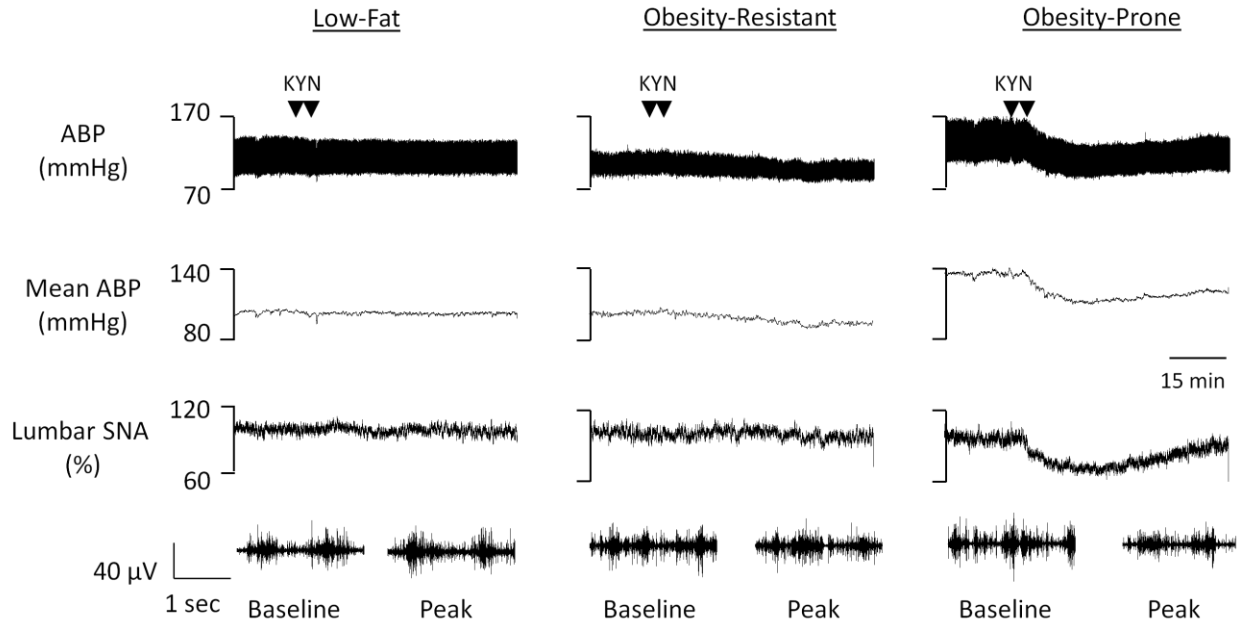 Low-Fat
Obesity-Resistant
Obesity-Prone
KYN
KYN
KYN
170
ABP
(mmHg)
70
140
Mean ABP
(mmHg)
80
15 min
120
Lumbar SNA
(%)
60
40 µV
1 sec
Baseline
Peak
Baseline
Peak
Baseline
Peak